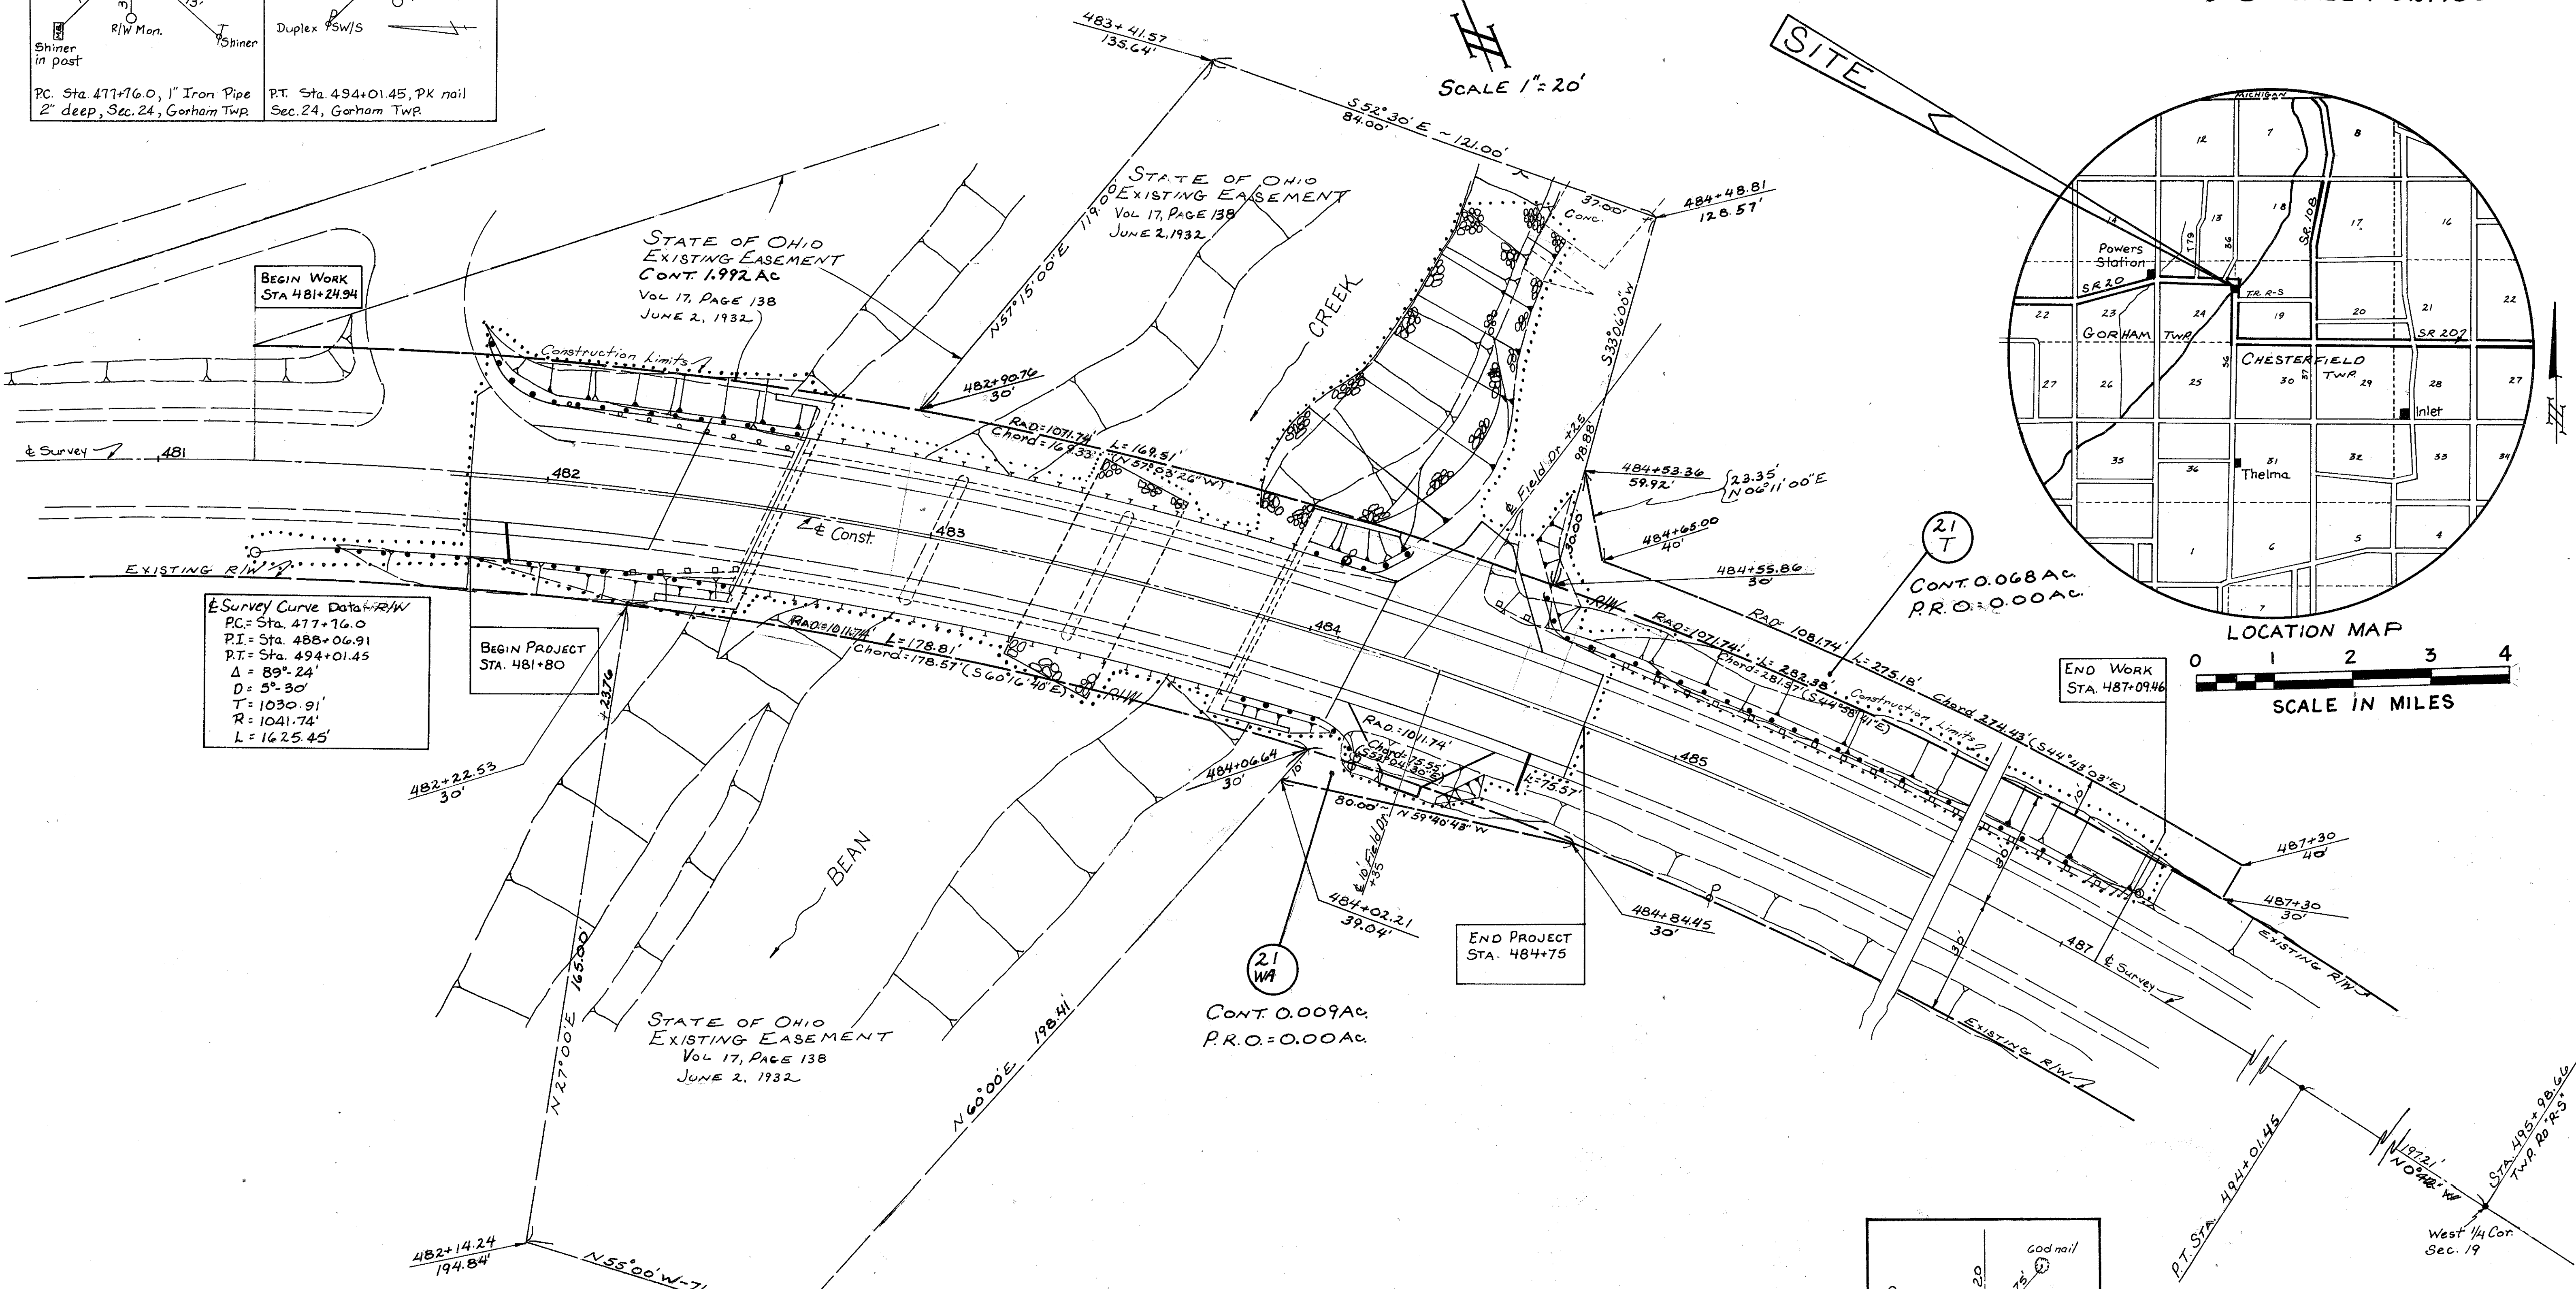 Shiner
in post
R/W Mon.
Shiner
P.C. Sta. 477+76.0, 1" Iron Pipe
2" deep, Sec. 24, Gorham Twp.
Duplex SW/S
P.T. Sta. 494+01.45, PK nail
Sec. 24, Gorham Twp.
483+41.57
135.64'
SCALE 1"=20'
SITE
S 52° 30' E ~ 121.00'
84.00'
37.00'
Conc.
484+48.81
128.57'
STATE OF OHIO
EXISTING EASEMENT
VOL 17, PAGE 138
JUNE 2, 1932
N57°15'00"E 119.0
STATE OF OHIO
EXISTING EASEMENT
CONT. 1.992 AC
VOL 17, PAGE 138
JUNE 2, 1932
BEGIN WORK
STA 481+24.94
Construction Limits
482+90.76
30'
CREEK
S33°06'00"W
98.88'
RAD=1071.74' L=169.51'
Chord=169.33' (N 57°03'26" W)
℄ Field Dr. +25
484+53.36
59.92'
23.35'
N 06°11'00"E
484+65.00
40'
30.00
484+55.86
30'
21
T
CONT. 0.068 AC.
P.R.O.=0.00 AC.
℄ Survey
481
482
℄ Const.
483
484
485
487
EXISTING R/W
℄ Survey Curve Data R/W
P.C.= Sta. 477+76.0
P.I.= Sta. 488+06.91
P.T.= Sta. 494+01.45
Δ = 89°-24'
D = 5°-30'
T = 1030.91'
R = 1041.74'
L = 1625.45'
BEGIN PROJECT
STA. 481+80
+23.76
482+22.53
30'
RAD=1011.74' L=178.81'
Chord=178.57' (S 60°16'40"E)
R/W
R/W
RAD= 1081.74' L=275.18' Chord 274.43' (S44°43'03"E)
RAD=1071.74' L=282.38'
Chord=281.57' (S44°58'41"E)
Construction Limits
RAD.=1011.74'
Chord=75.55'
(S53°04'30"E)
L=75.57'
484+06.64
30'
10'
80.00' ~ N 59°40'43" W
℄ 10' Field Dr.
+35
484+02.21
39.04'
484+84.45
30'
21
WA
CONT. 0.009 AC.
P.R.O.=0.00 AC.
END PROJECT
STA. 484+75
END WORK
STA. 487+09.46
10'
30'
30'
487+30
40'
487+30
30'
℄ Survey
EXISTING R/W
EXISTING R/W
BEAN
N 27°00'E 165.00'
STATE OF OHIO
EXISTING EASEMENT
VOL 17, PAGE 138
JUNE 2, 1932
N 60°00'E 198.41
482+14.24
194.84'
N 55°00' W
P.T. STA. 494+01.45
197.21'
STA. 495+98.66
TWP. RD "R-S"
West 1/4 Cor.
Sec. 19
60d nail
20
75'
MICHIGAN
12
7
8
14
13
18
17
16
T79
36
S.R. 108
Powers
Station
S.R. 20
T.R. R-S
22
23
24
19
20
21
22
GORHAM TWP.
SR 20
CHESTERFIELD
TWP.
36
37
27
26
25
30
29
28
27
Inlet
35
36
31
32
33
34
Thelma
1
6
5
4
7
LOCATION MAP
0 1 2 3 4
SCALE IN MILES